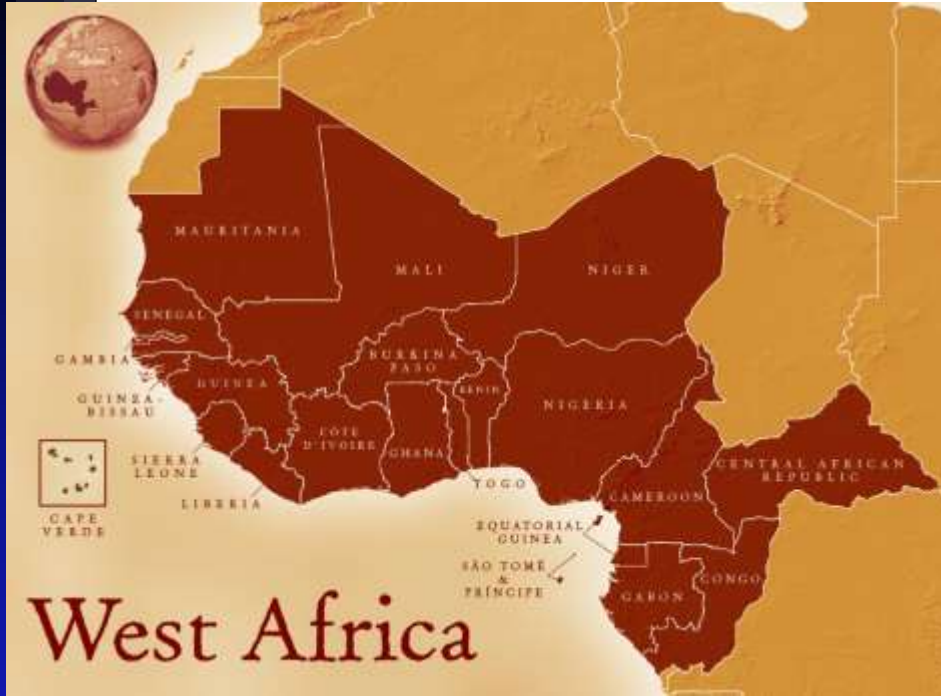 MAURITANIA
MALI
NIGER
SENEGAL
GAMBIA
GUINEA-
BISSAU
GUINEA
BURKINA
FASO
BENIN
NIGERIA
CÔTE
D'IVOIRE
GHANA
SIERRA
LEONE
LIBERIA
TOGO
CAPE
VERDE
CAMEROON
CENTRAL AFRICAN
REPUBLIC
EQUATORIAL
GUINEA
SÃO TOMÉ
&
PRÍNCIPE
GABON
CONGO
West Africa